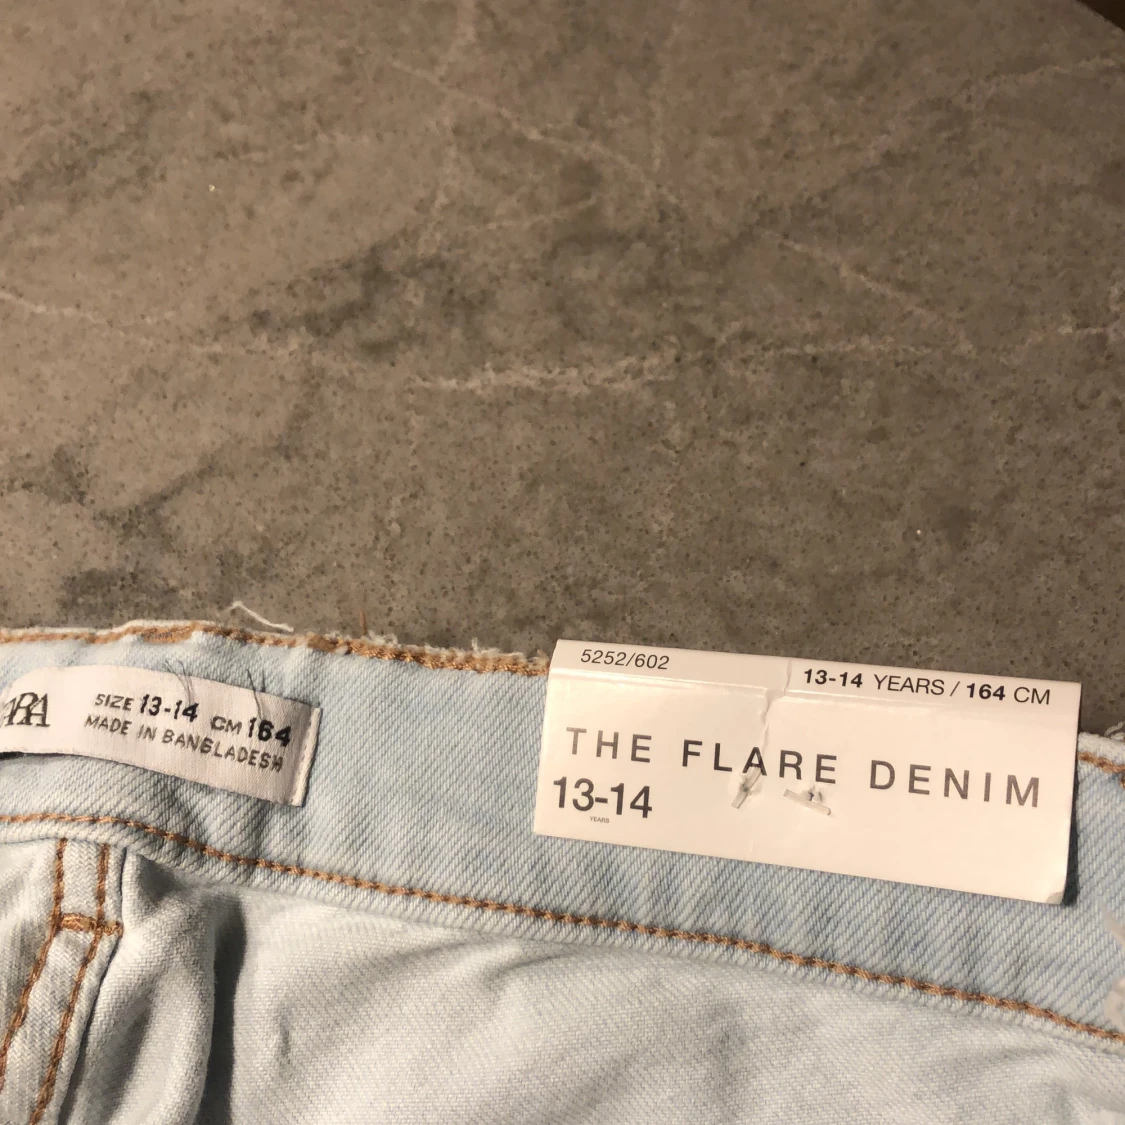 ZARA
SIZE 13-14 CM 164
MADE IN BANGLADESH
5252/602
13-14 YEARS / 164 CM
THE FLARE DENIM
13-14
YEARS